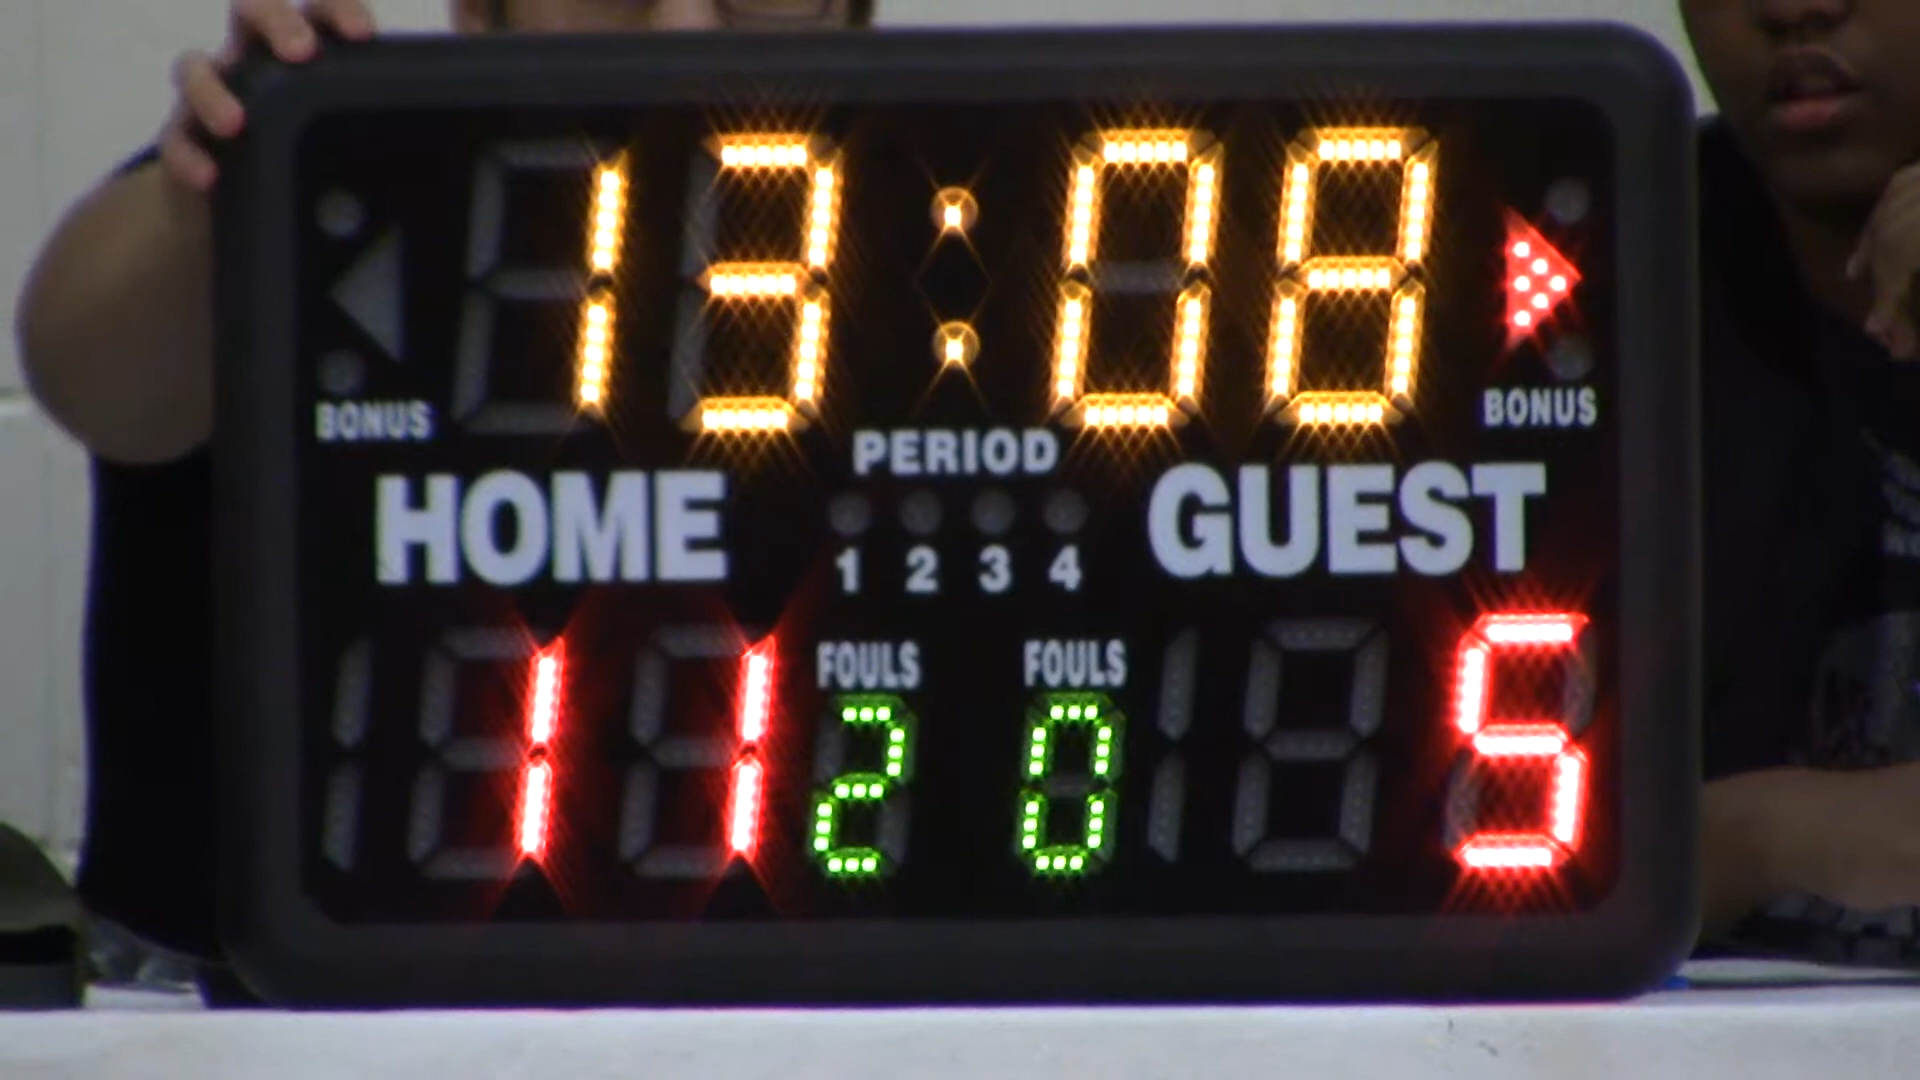 13:08
BONUS BONUS
PERIOD
HOME GUEST
1 2 3 4
FOULS FOULS
11 2 0 5